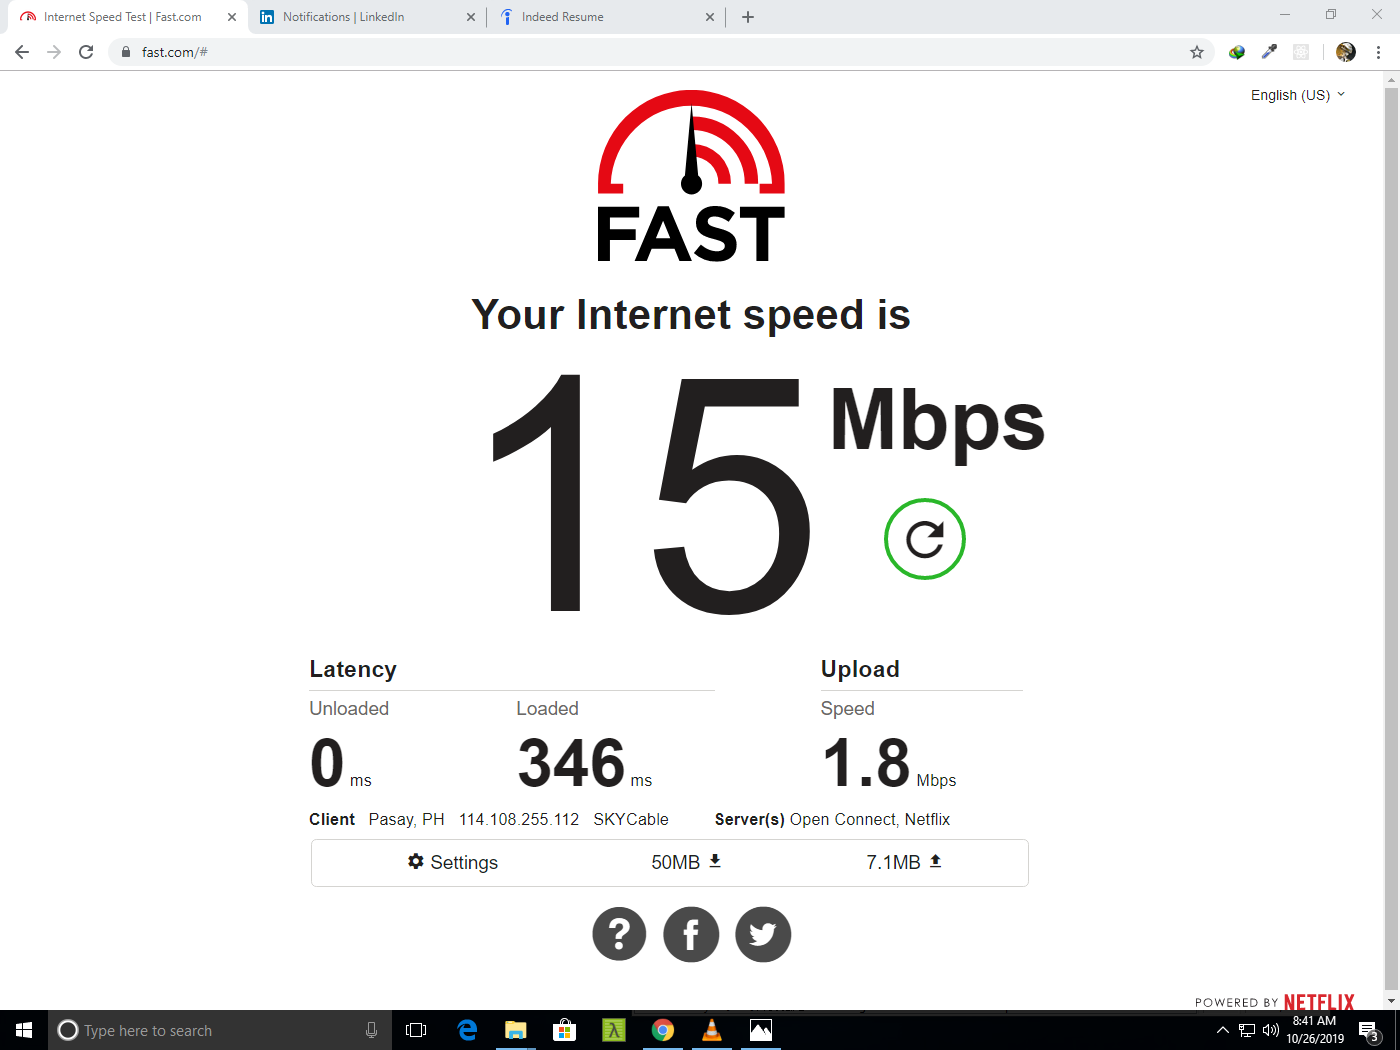 Internet Speed Test | Fast.com
Notifications | LinkedIn
Indeed Resume
fast.com/#
English (US)
FAST
Your Internet speed is
15 Mbps
Latency
Upload
Unloaded
Loaded
Speed
0 ms
346 ms
1.8 Mbps
Client Pasay, PH 114.108.255.112 SKYCable
Server(s) Open Connect, Netflix
Settings
50MB
7.1MB
POWERED BY NETFLIX
Type here to search
8:41 AM
10/26/2019
3